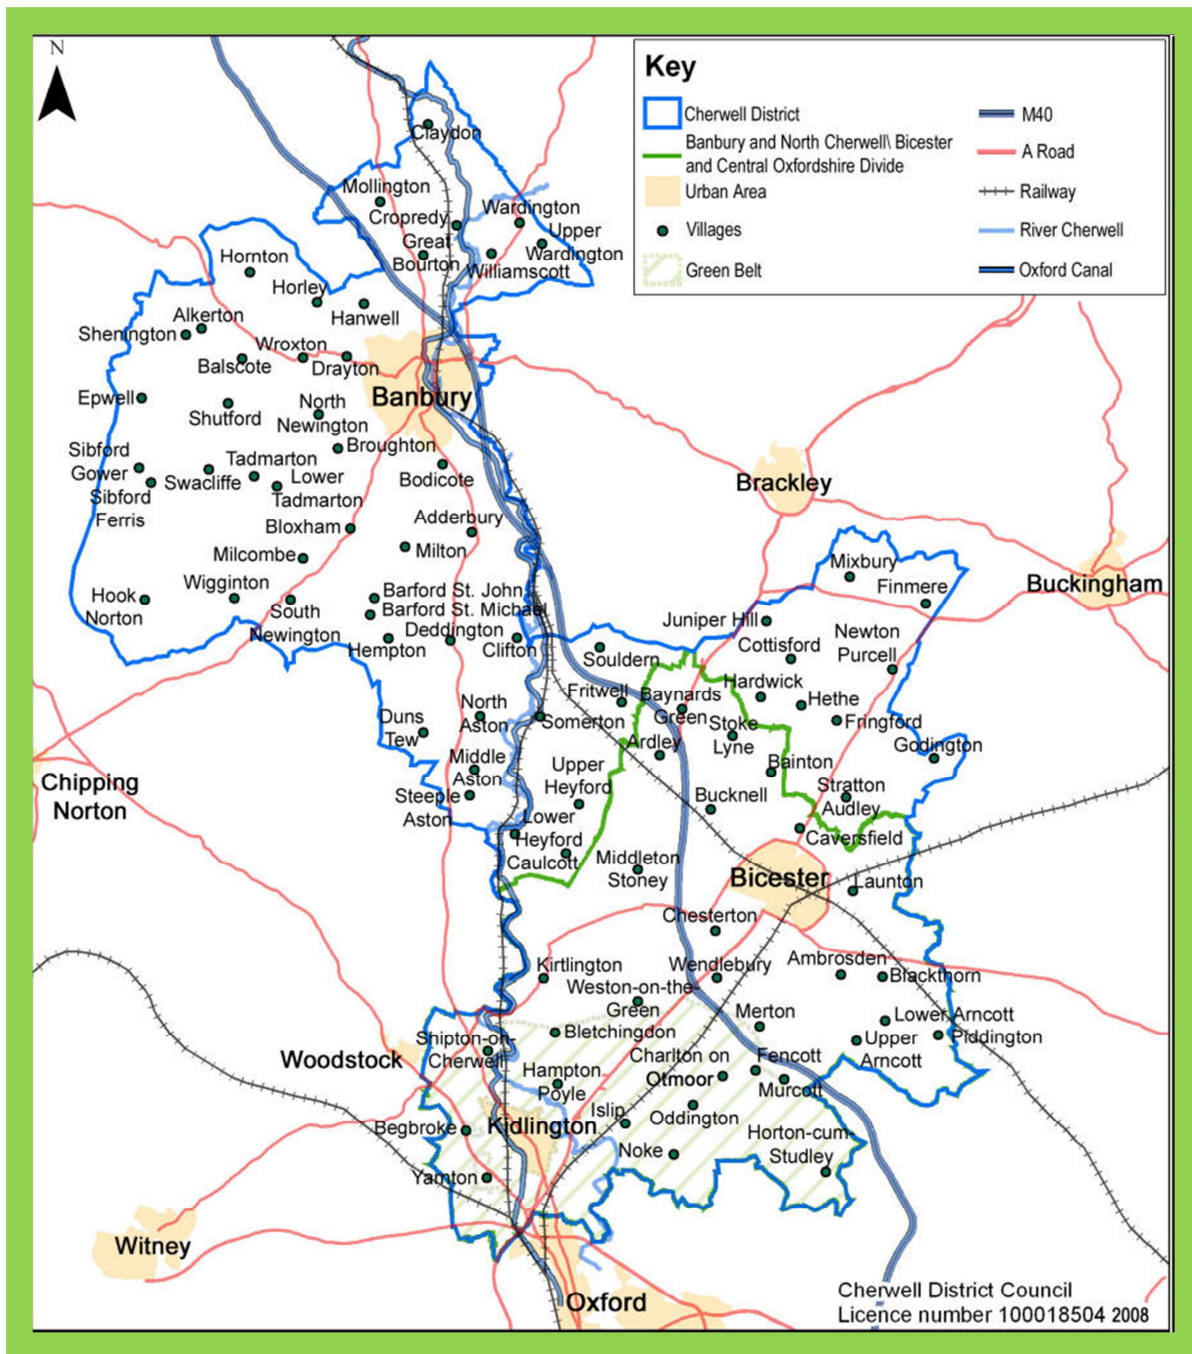 N
Key
Cherwell District
Banbury and North Cherwell\ Bicester
and Central Oxfordshire Divide
Urban Area
Villages
Green Belt
M40
A Road
Railway
River Cherwell
Oxford Canal
Claydon
Mollington
Cropredy
Wardington
Great
Bourton
Upper
Wardington
Williamscott
Hornton
Horley
Hanwell
Alkerton
Shenington
Wroxton
Balscote
Drayton
Banbury
Epwell
Shutford
North
Newington
Broughton
Sibford
Gower
Sibford
Ferris
Swacliffe
Tadmarton
Lower
Tadmarton
Bodicote
Bloxham
Adderbury
Milton
Milcombe
Wigginton
Hook
Norton
South
Newington
Barford St. John
Barford St. Michael
Deddington
Hempton
Clifton
Brackley
Buckingham
Mixbury
Finmere
Juniper Hill
Cottisford
Newton
Purcell
Souldern
Hardwick
Hethe
Fritwell
Baynards
Green
Stoke
Lyne
Fringford
Godington
Duns
Tew
North
Aston
Somerton
Ardley
Bainton
Middle
Aston
Steeple
Aston
Upper
Heyford
Stratton
Audley
Bucknell
Lower
Heyford
Caulcott
Caversfield
Chipping
Norton
Middleton
Stoney
Bicester
Launton
Chesterton
Kirtlington
Wendlebury
Ambrosden
Blackthorn
Weston-on-the-
Green
Merton
Lower Arncott
Piddington
Upper
Arncott
Bletchingdon
Woodstock
Shipton-on-
Cherwell
Charlton on
Otmoor
Fencott
Murcott
Hampton
Poyle
Islip
Oddington
Begbroke
Kidlington
Horton-cum-
Studley
Noke
Yarnton
Witney
Oxford
Cherwell District Council
Licence number 100018504 2008